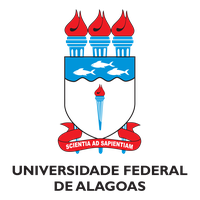 SCIENTIA AD SAPIENTIAM
UNIVERSIDADE FEDERAL
DE ALAGOAS